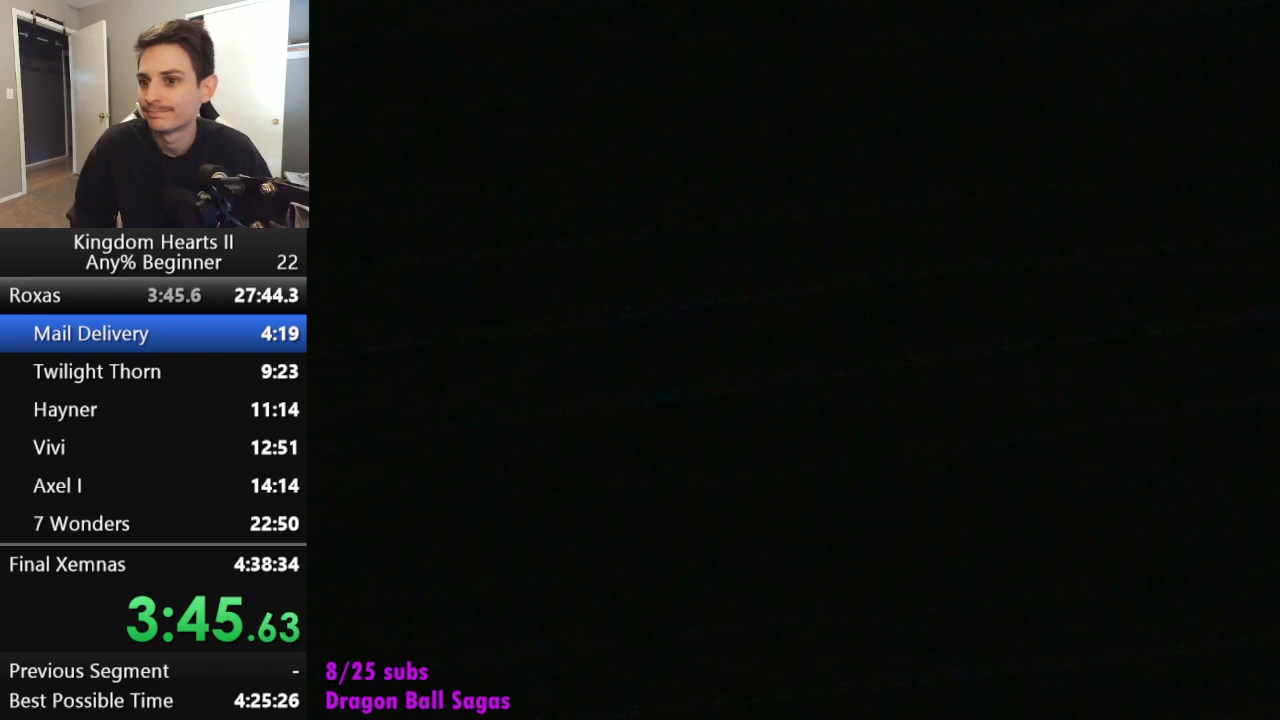 Kingdom Hearts II
Any% Beginner 22
Roxas 3:45.6 27:44.3
Mail Delivery 4:19
Twilight Thorn 9:23
Hayner 11:14
Vivi 12:51
Axel I 14:14
7 Wonders 22:50
Final Xemnas 4:38:34
3:45.63
Previous Segment -
Best Possible Time 4:25:26
8/25 subs
Dragon Ball Sagas